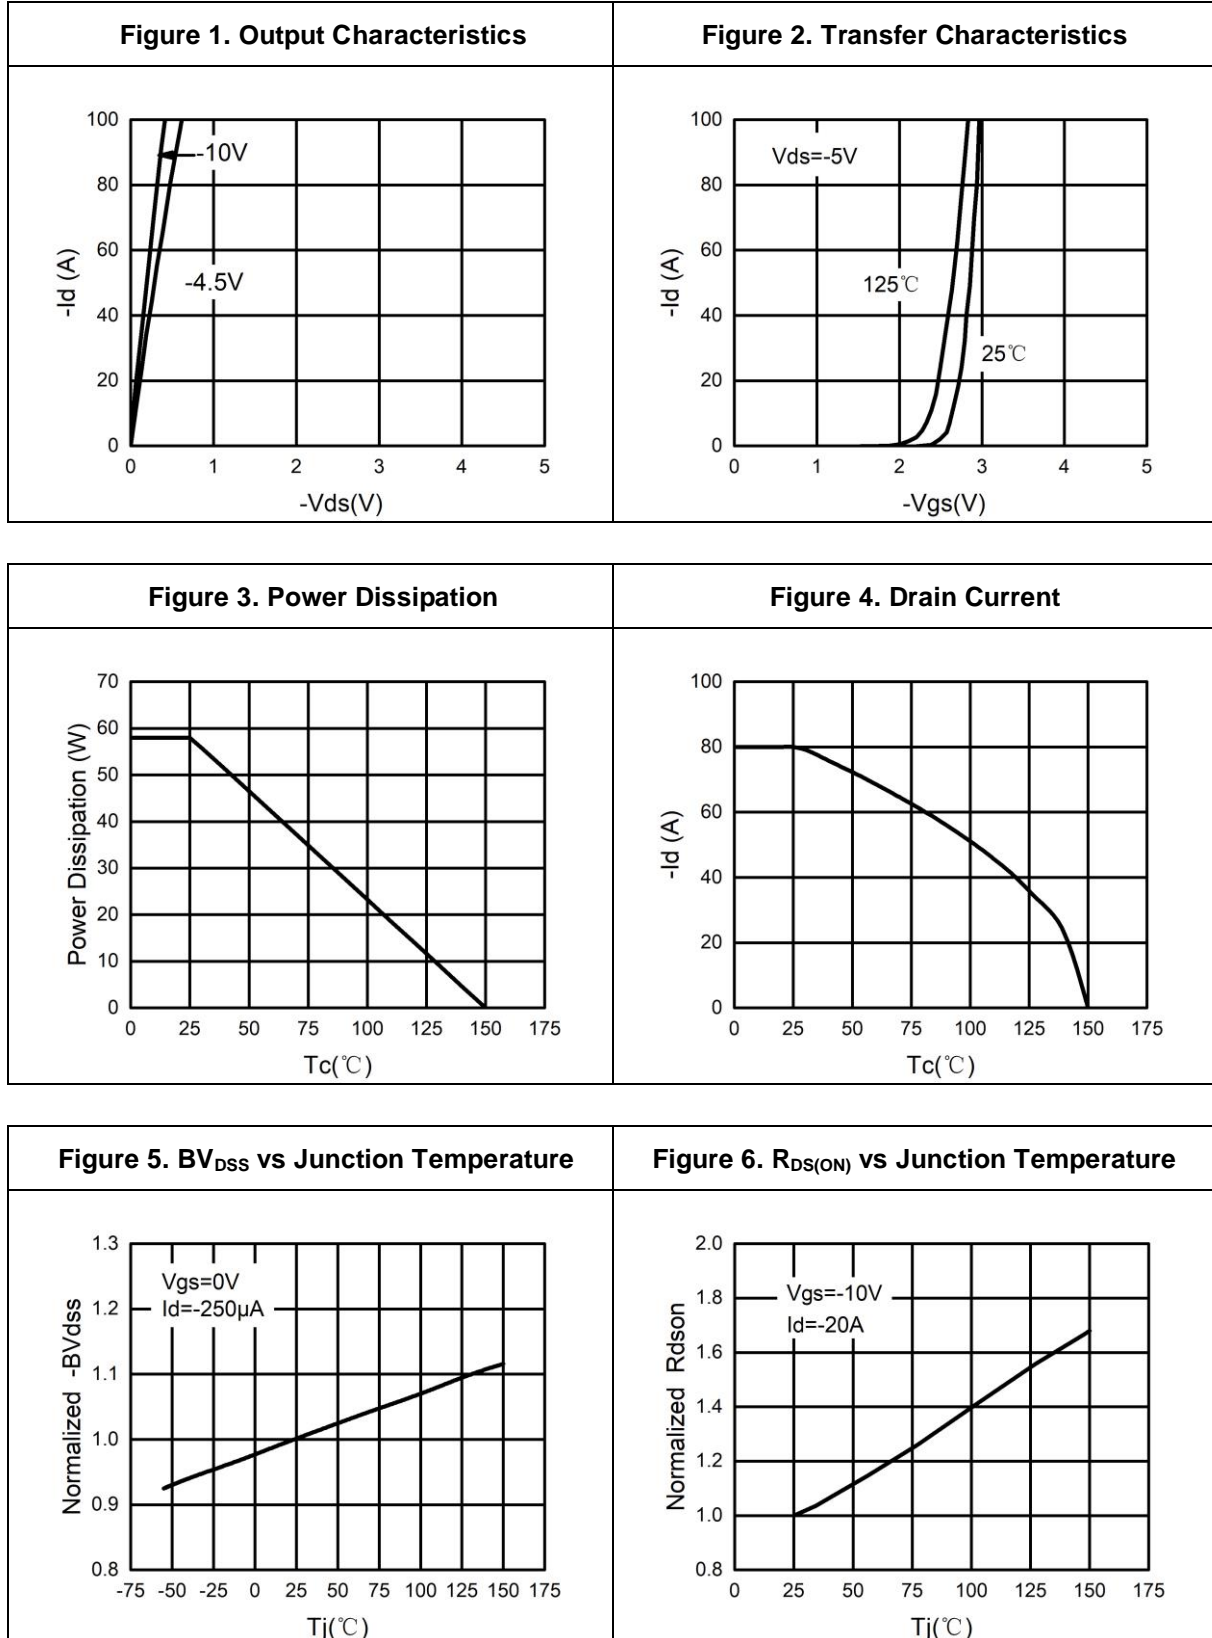 Figure 1. Output Characteristics
Figure 2. Transfer Characteristics
100
80
60
40
20
0
-Id (A)
-10V
-4.5V
0 1 2 3 4 5
-Vds(V)
100
80
60
40
20
0
-Id (A)
Vds=-5V
125℃
25℃
0 1 2 3 4 5
-Vgs(V)
Figure 3. Power Dissipation
Figure 4. Drain Current
70
60
50
40
30
20
10
0
Power Dissipation (W)
0 25 50 75 100 125 150 175
Tc(℃)
100
80
60
40
20
0
-Id (A)
0 25 50 75 100 125 150 175
Tc(℃)
Figure 5. BVDSS vs Junction Temperature
Figure 6. RDS(ON) vs Junction Temperature
1.3
1.2
1.1
1.0
0.9
0.8
Normalized -BVdss
Vgs=0V
Id=-250µA
-75 -50 -25 0 25 50 75 100 125 150 175
Tj(℃)
2.0
1.8
1.6
1.4
1.2
1.0
0.8
Normalized Rdson
Vgs=-10V
Id=-20A
0 25 50 75 100 125 150 175
Tj(℃)